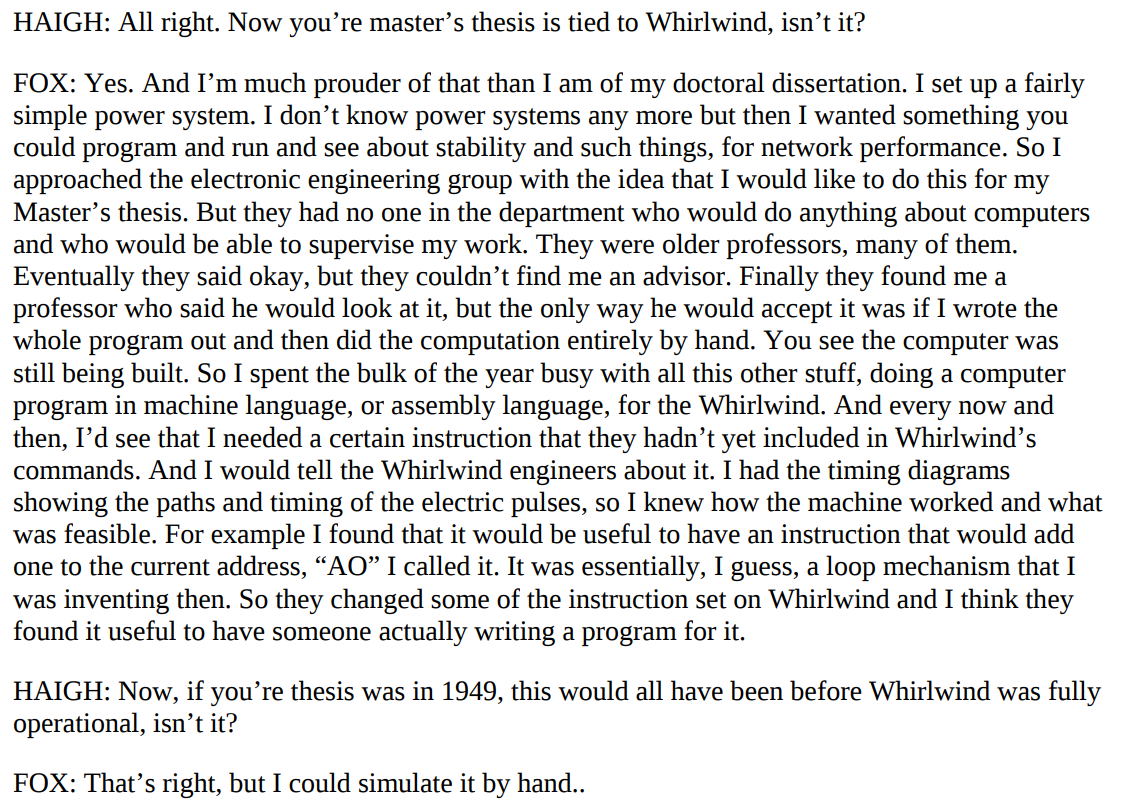 HAIGH: All right. Now you’re master’s thesis is tied to Whirlwind, isn’t it?
FOX: Yes. And I’m much prouder of that than I am of my doctoral dissertation. I set up a fairly
simple power system. I don’t know power systems any more but then I wanted something you
could program and run and see about stability and such things, for network performance. So I
approached the electronic engineering group with the idea that I would like to do this for my
Master’s thesis. But they had no one in the department who would do anything about computers
and who would be able to supervise my work. They were older professors, many of them.
Eventually they said okay, but they couldn’t find me an advisor. Finally they found me a
professor who said he would look at it, but the only way he would accept it was if I wrote the
whole program out and then did the computation entirely by hand. You see the computer was
still being built. So I spent the bulk of the year busy with all this other stuff, doing a computer
program in machine language, or assembly language, for the Whirlwind. And every now and
then, I’d see that I needed a certain instruction that they hadn’t yet included in Whirlwind’s
commands. And I would tell the Whirlwind engineers about it. I had the timing diagrams
showing the paths and timing of the electric pulses, so I knew how the machine worked and what
was feasible. For example I found that it would be useful to have an instruction that would add
one to the current address, “AO” I called it. It was essentially, I guess, a loop mechanism that I
was inventing then. So they changed some of the instruction set on Whirlwind and I think they
found it useful to have someone actually writing a program for it.
HAIGH: Now, if you’re thesis was in 1949, this would all have been before Whirlwind was fully
operational, isn’t it?
FOX: That’s right, but I could simulate it by hand..